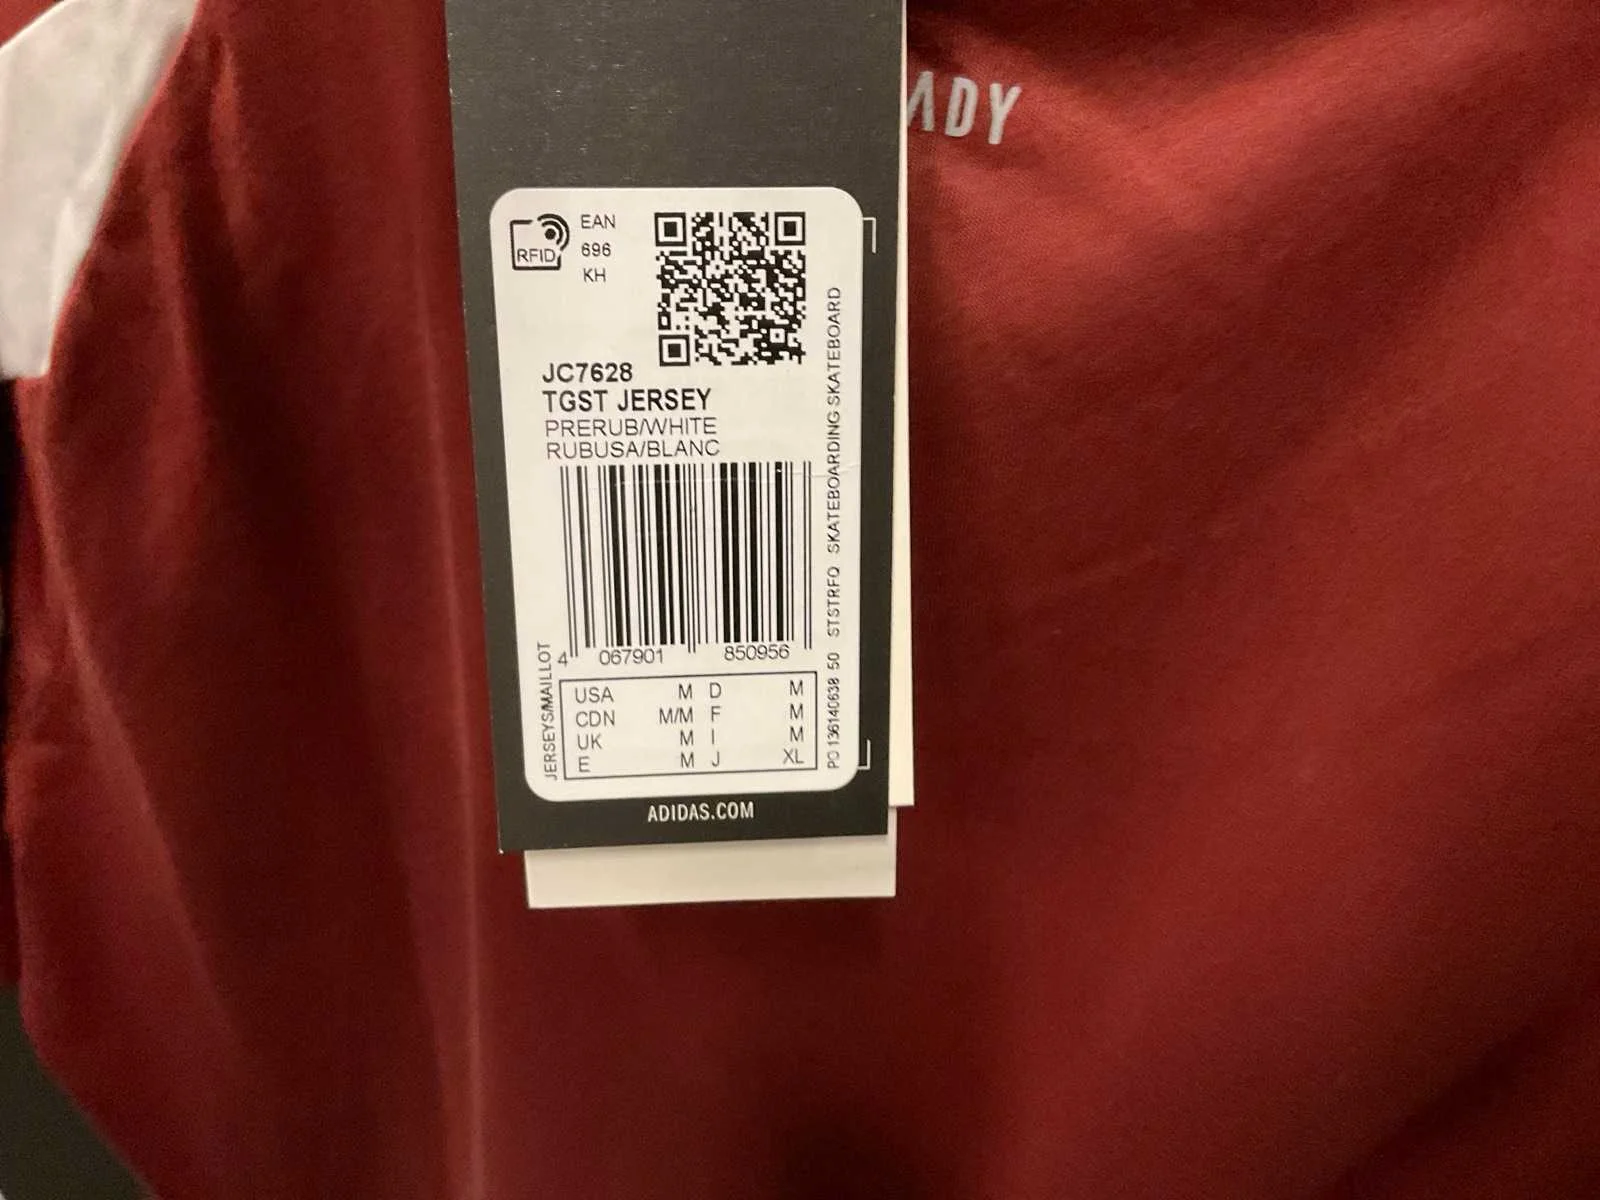 ADY
RFID
EAN
696
KH
JC7628
TGST JERSEY
PRERUB/WHITE
RUBUSA/BLANC
4 067901 850956
JERSEYS/MAILLOT
USA M D M
CDN M/M F M
UK M I M
E M J XL
PO 136140638 50 STSTRFQ SKATEBOARDING SKATEBOARD
ADIDAS.COM